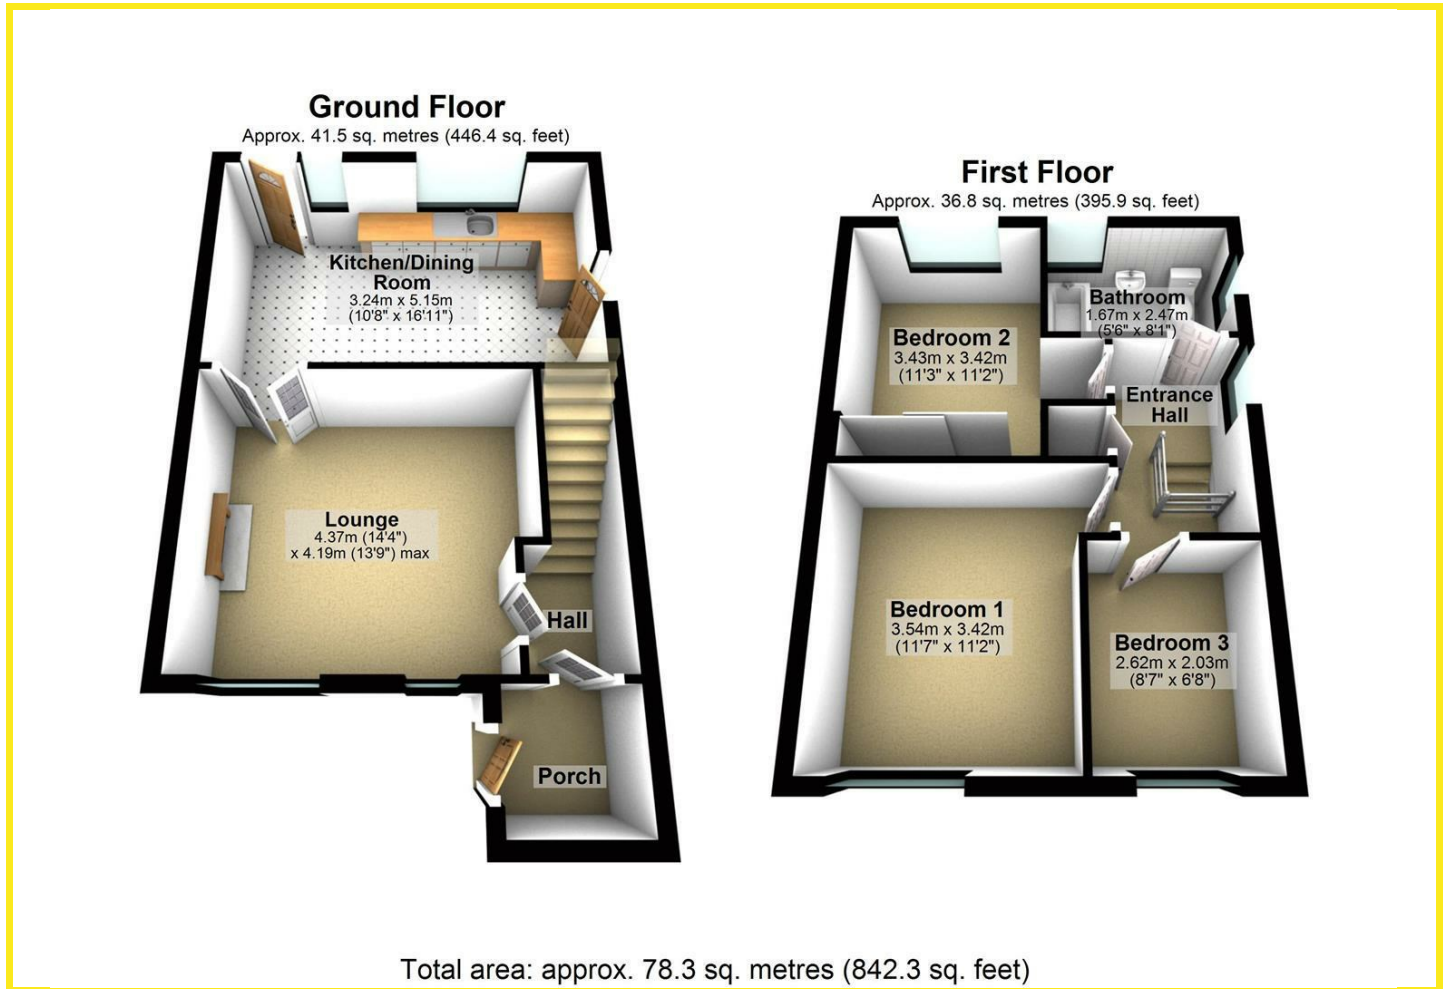 Ground Floor
Approx. 41.5 sq. metres (446.4 sq. feet)
Kitchen/Dining
Room
3.24m x 5.15m
(10'8" x 16'11")
Lounge
4.37m (14'4")
x 4.19m (13'9") max
Hall
Porch
First Floor
Approx. 36.8 sq. metres (395.9 sq. feet)
Bathroom
1.67m x 2.47m
(5'6" x 8'1")
Bedroom 2
3.43m x 3.42m
(11'3" x 11'2")
Entrance
Hall
Bedroom 1
3.54m x 3.42m
(11'7" x 11'2")
Bedroom 3
2.62m x 2.03m
(8'7" x 6'8")
Total area: approx. 78.3 sq. metres (842.3 sq. feet)